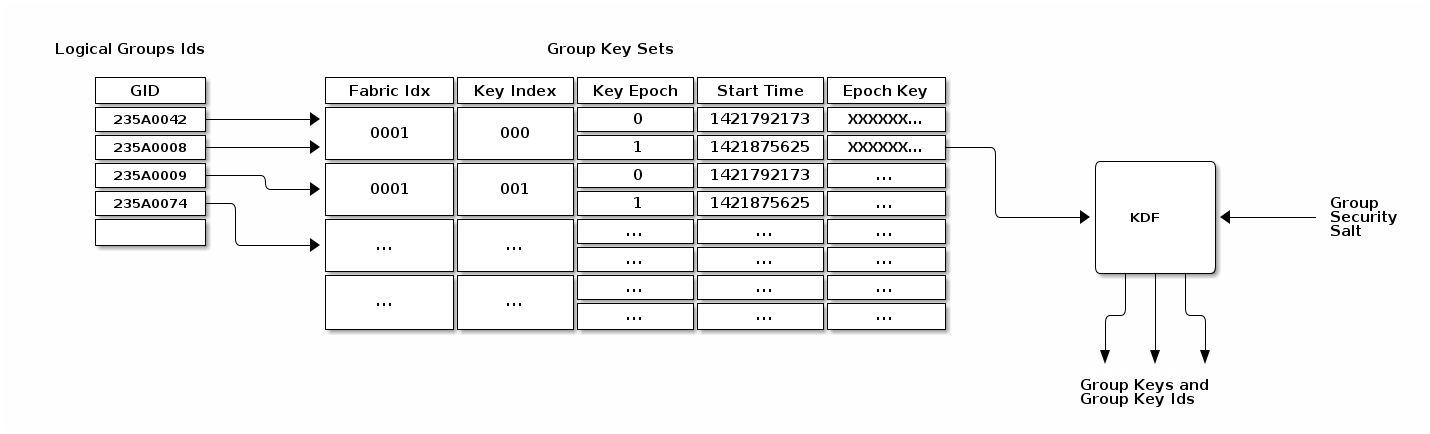 Logical Groups Ids
Group Key Sets
GID
Fabric Idx Key Index Key Epoch Start Time Epoch Key
235A0042
0001 000
0 1421792173 XXXXXX...
235A0008
1 1421875625 XXXXXX...
235A0009
0001 001
0 1421792173 ...
235A0074
1 1421875625 ...
... ...
... ... ...
... ... ...
... ...
... ... ...
... ... ...
KDF
Group
Security
Salt
Group Keys and
Group Key Ids